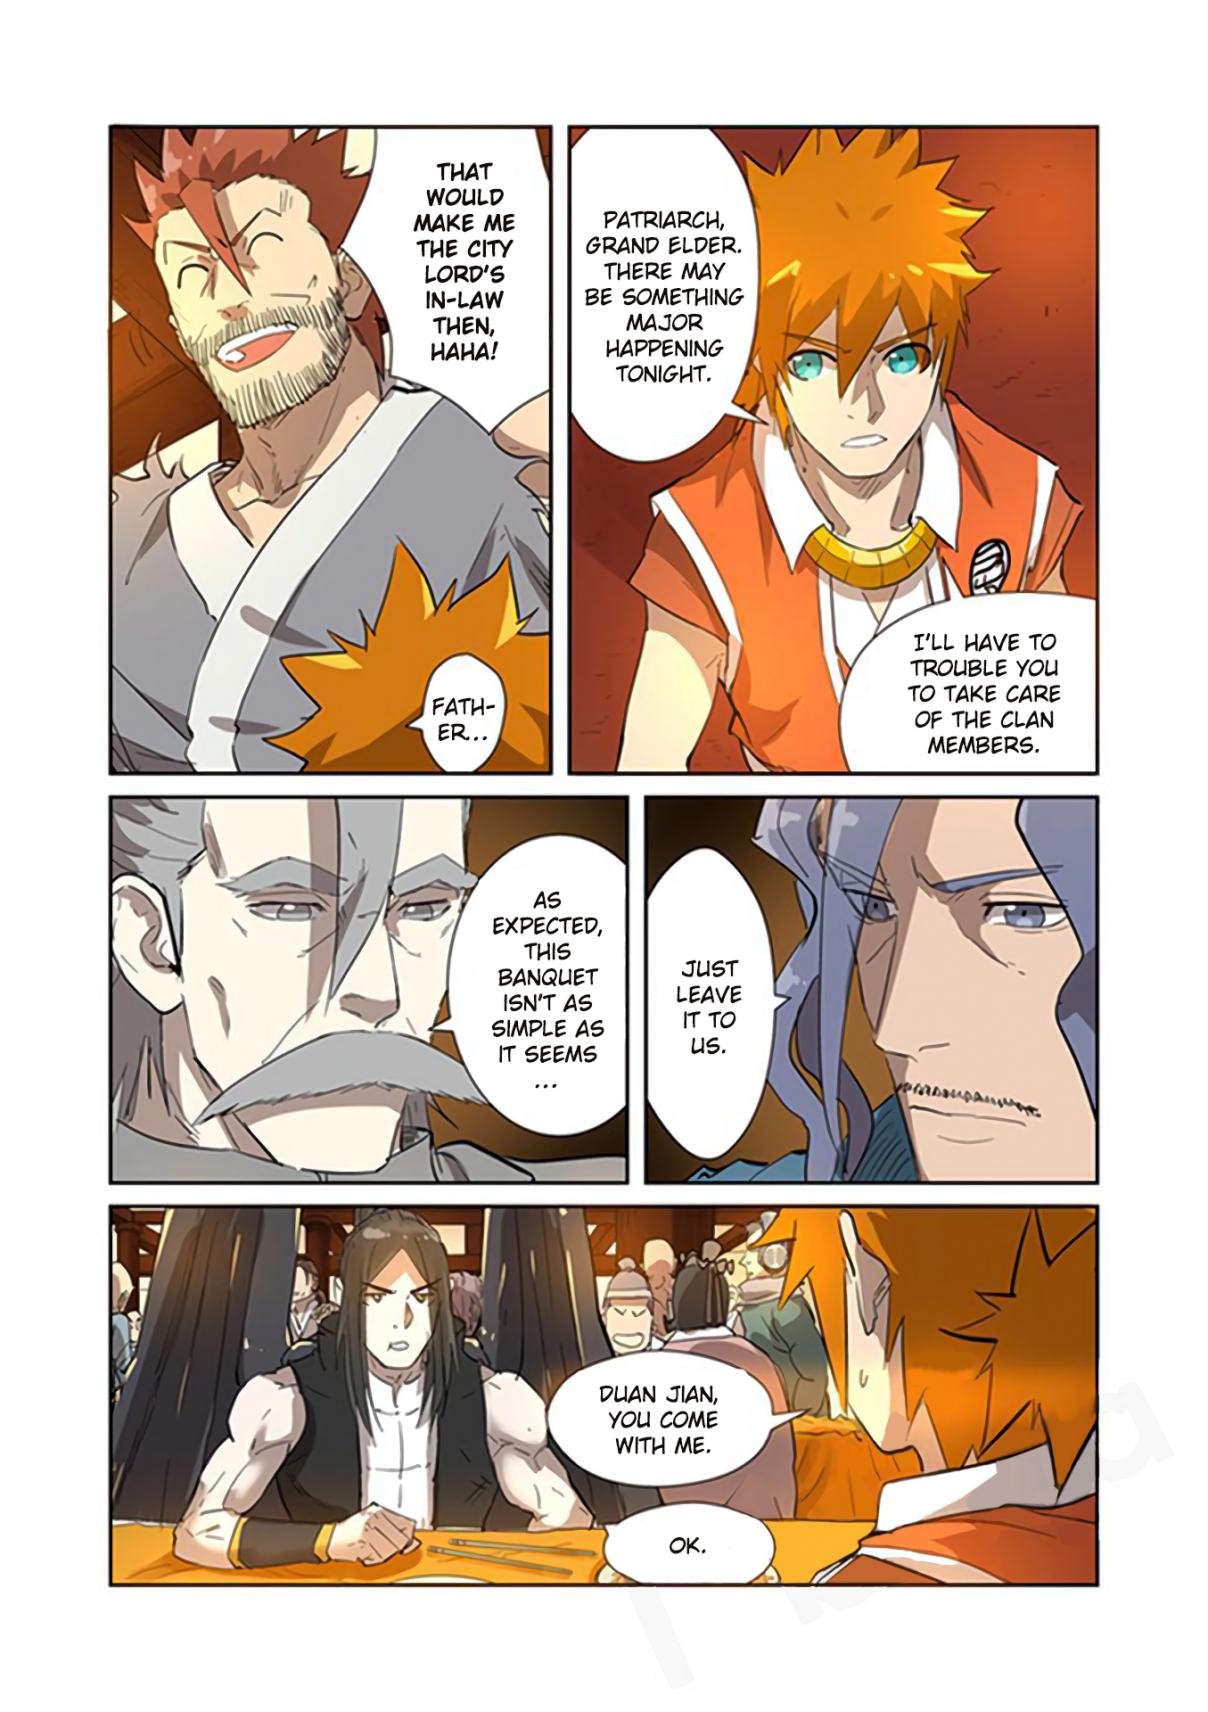 THAT
WOULD
MAKE ME
THE CITY
LORD'S
IN-LAW
THEN,
HAHA!
FATH-
ER...
PATRIARCH,
GRAND ELDER.
THERE MAY
BE SOMETHING
MAJOR
HAPPENING
TONIGHT.
I'LL HAVE TO
TROUBLE YOU
TO TAKE CARE
OF THE CLAN
MEMBERS.
AS
EXPECTED,
THIS
BANQUET
ISN'T AS
SIMPLE AS
IT SEEMS
...
JUST
LEAVE
IT TO
US.
DUAN JIAN,
YOU COME
WITH ME.
OK.